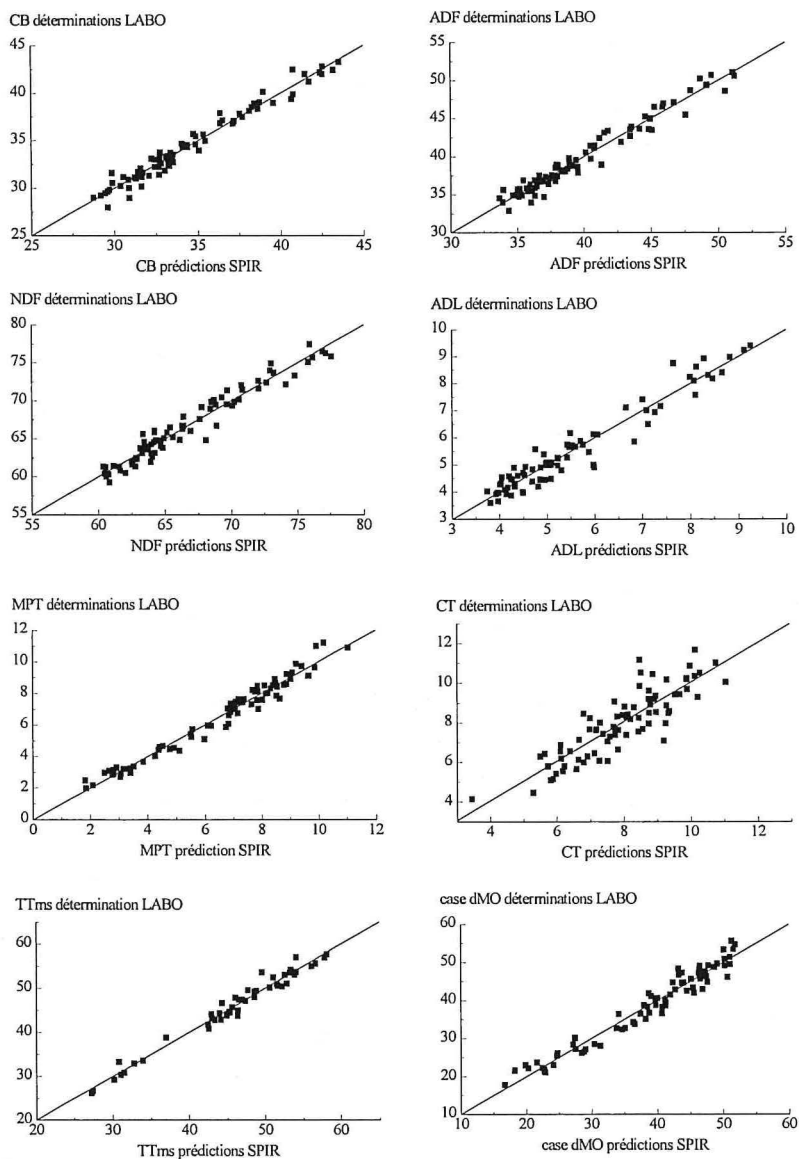 CB déterminations LABO
45
40
35
30
25
25 30 35 40 45
CB prédictions SPIR
ADF déterminations LABO
55
50
45
40
35
30
30 35 40 45 50 55
ADF prédictions SPIR
NDF déterminations LABO
80
75
70
65
60
55
55 60 65 70 75 80
NDF prédictions SPIR
ADL déterminations LABO
10
9
8
7
6
5
4
3
3 4 5 6 7 8 9 10
ADL prédictions SPIR
MPT déterminations LABO
12
10
8
6
4
2
0
0 2 4 6 8 10 12
MPT prédiction SPIR
CT déterminations LABO
12
10
8
6
4
4 6 8 10 12
CT prédictions SPIR
TTms détermination LABO
60
50
40
30
20
20 30 40 50 60
TTms prédictions SPIR
case dMO déterminations LABO
60
50
40
30
20
10
10 20 30 40 50 60
case dMO prédictions SPIR